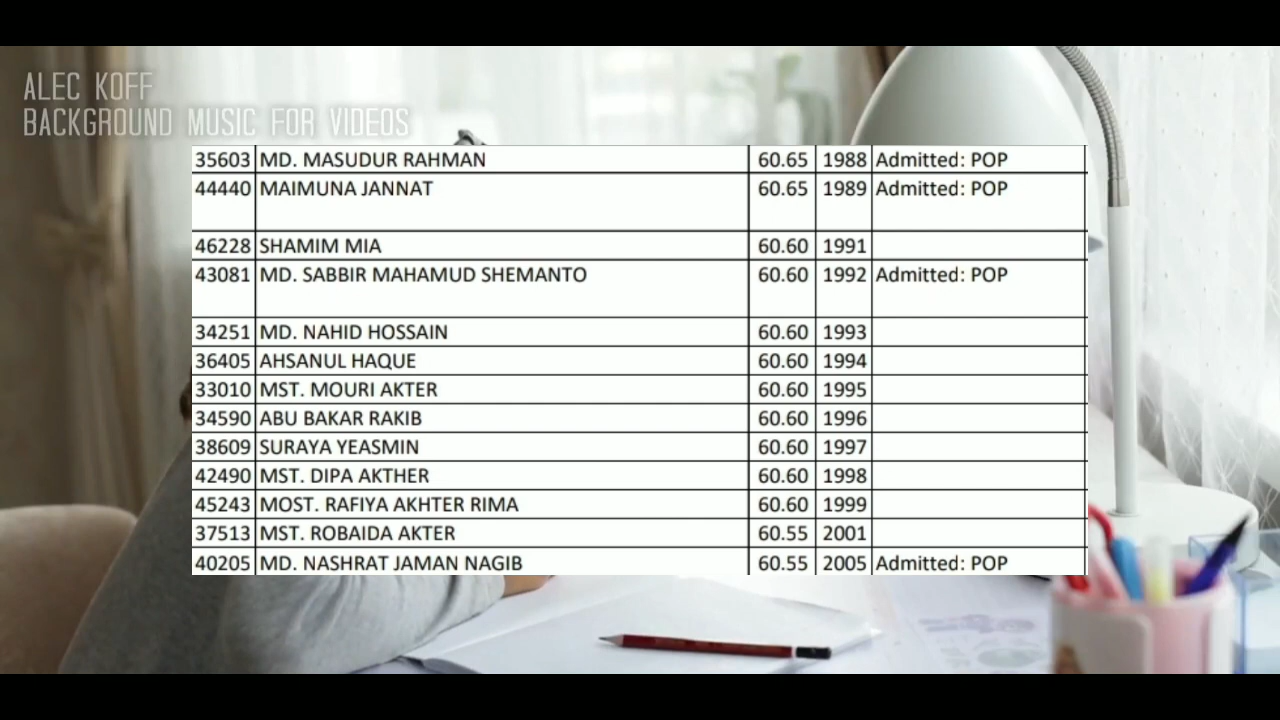 ALEC KOFF
BACKGROUND MUSIC FOR VIDEOS
35603 MD. MASUDUR RAHMAN 60.65 1988 Admitted: POP
44440 MAIMUNA JANNAT 60.65 1989 Admitted: POP
46228 SHAMIM MIA 60.60 1991
43081 MD. SABBIR MAHAMUD SHEMANTO 60.60 1992 Admitted: POP
34251 MD. NAHID HOSSAIN 60.60 1993
36405 AHSANUL HAQUE 60.60 1994
33010 MST. MOURI AKTER 60.60 1995
34590 ABU BAKAR RAKIB 60.60 1996
38609 SURAYA YEASMIN 60.60 1997
42490 MST. DIPA AKTHER 60.60 1998
45243 MOST. RAFIYA AKHTER RIMA 60.60 1999
37513 MST. ROBAIDA AKTER 60.55 2001
40205 MD. NASHRAT JAMAN NAGIB 60.55 2005 Admitted: POP